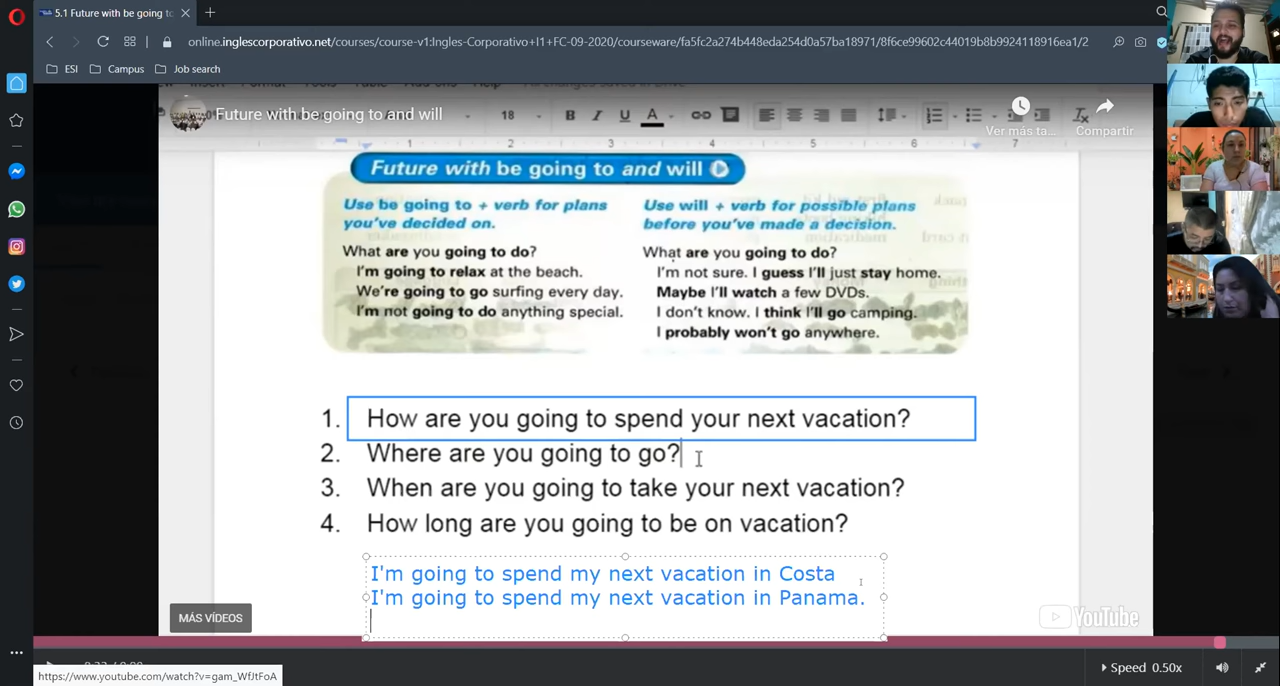 5.1 Future with be going to
online.inglescorporativo.net/courses/course-v1:Ingles-Corporativo+I1+FC-09-2020/courseware/fa5fc2a274b448eda254d0a57ba18971/8f6ce99602c44019b8b9924118916ea1/2
ESI Campus Job search
Future with be going to and will
18 B I U A
Ver más ta... Compartir
1 2 3 4 5 7
Future with be going to and will
Use be going to + verb for plans
you've decided on.
What are you going to do?
I'm going to relax at the beach.
We're going to go surfing every day.
I'm not going to do anything special.
Use will + verb for possible plans
before you've made a decision.
What are you going to do?
I'm not sure. I guess I'll just stay home.
Maybe I'll watch a few DVDs.
I don't know. I think I'll go camping.
I probably won't go anywhere.
1. How are you going to spend your next vacation?
2. Where are you going to go?
3. When are you going to take your next vacation?
4. How long are you going to be on vacation?
I'm going to spend my next vacation in Costa
I'm going to spend my next vacation in Panama.
MÁS VÍDEOS
YouTube
Speed 0.50x
https://www.youtube.com/watch?v=gam_WfJtFoA